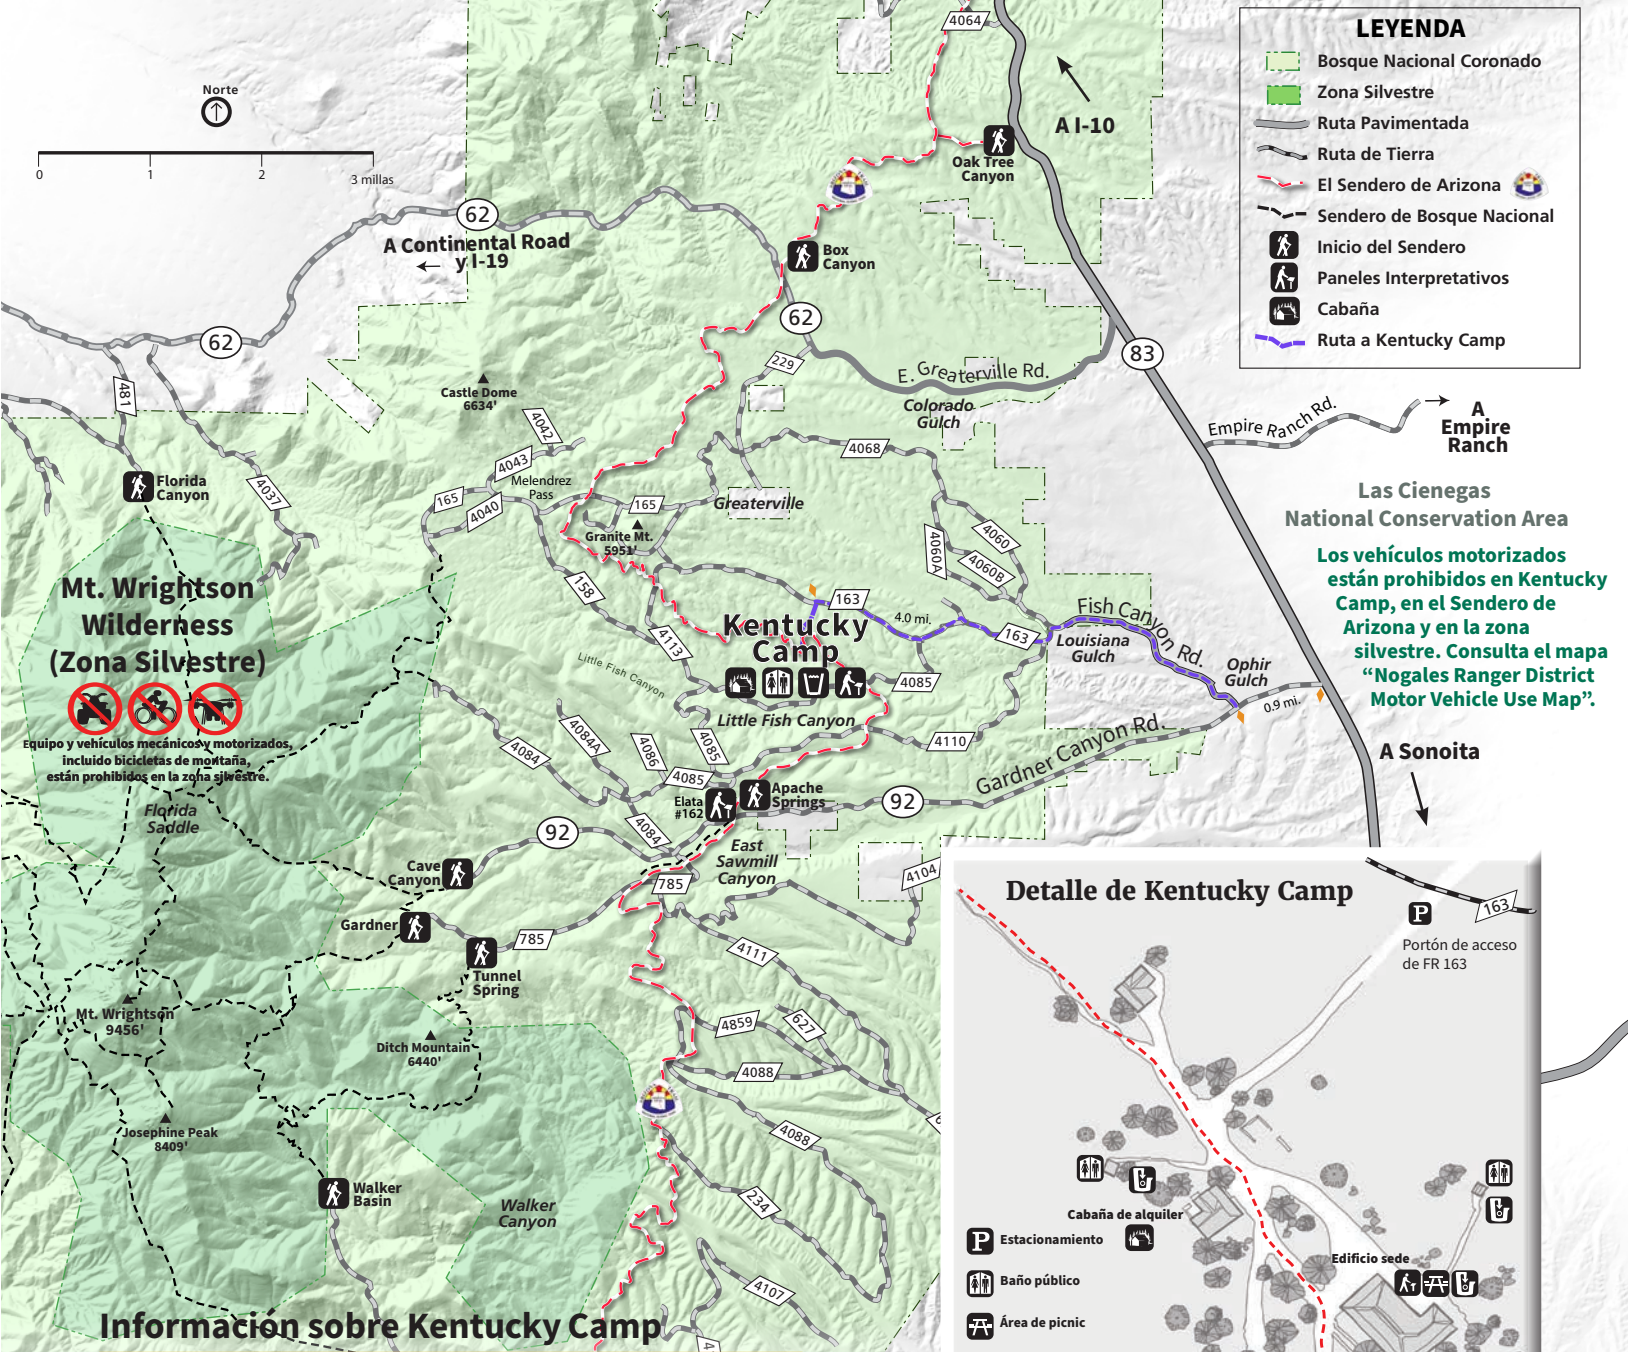 4064
LEYENDA
Bosque Nacional Coronado
Zona Silvestre
Ruta Pavimentada
Ruta de Tierra
El Sendero de Arizona
Sendero de Bosque Nacional
Inicio del Sendero
Paneles Interpretativos
Cabaña
Ruta a Kentucky Camp
Norte
0 1 2 3 millas
A I-10
Oak Tree
Canyon
62
A Continental Road
y I-19
Box
Canyon
62
62
83
229
E. Greaterville Rd.
Colorado
Gulch
Castle Dome
6634'
481
4042
4043
4037
Melendrez
Pass
165
4040
165
4068
Greaterville
Granite Mt.
5951'
Empire Ranch Rd.
A
Empire
Ranch
Las Cienegas
National Conservation Area
Los vehículos motorizados
están prohibidos en Kentucky
Camp, en el Sendero de
Arizona y en la zona
silvestre. Consulta el mapa
“Nogales Ranger District
Motor Vehicle Use Map”.
Florida
Canyon
4060
4060A
4060B
158
163
4.0 mi.
163
Fish Canyon Rd.
Louisiana
Gulch
Ophir
Gulch
0.9 mi.
Mt. Wrightson
Wilderness
(Zona Silvestre)
Equipo y vehículos mecánicos y motorizados,
incluido bicicletas de montaña,
están prohibidos en la zona silvestre.
Kentucky
Camp
4113
Little Fish Canyon
4085
Little Fish Canyon
4110
Gardner Canyon Rd.
A Sonoita
4084
4084A
4086
4085
4085
Apache
Springs
Elata
#162
92
92
4084
Florida
Saddle
East
Sawmill
Canyon
Cave
Canyon
785
4104
Gardner
785
Tunnel
Spring
4111
Mt. Wrightson
9456'
Ditch Mountain
6440'
4859
627
4088
4088
Josephine Peak
8409'
Walker
Basin
Walker
Canyon
234
4107
Información sobre Kentucky Camp
Detalle de Kentucky Camp
P
163
Portón de acceso
de FR 163
Cabaña de alquiler
P Estacionamiento
Edificio sede
Baño público
Área de picnic